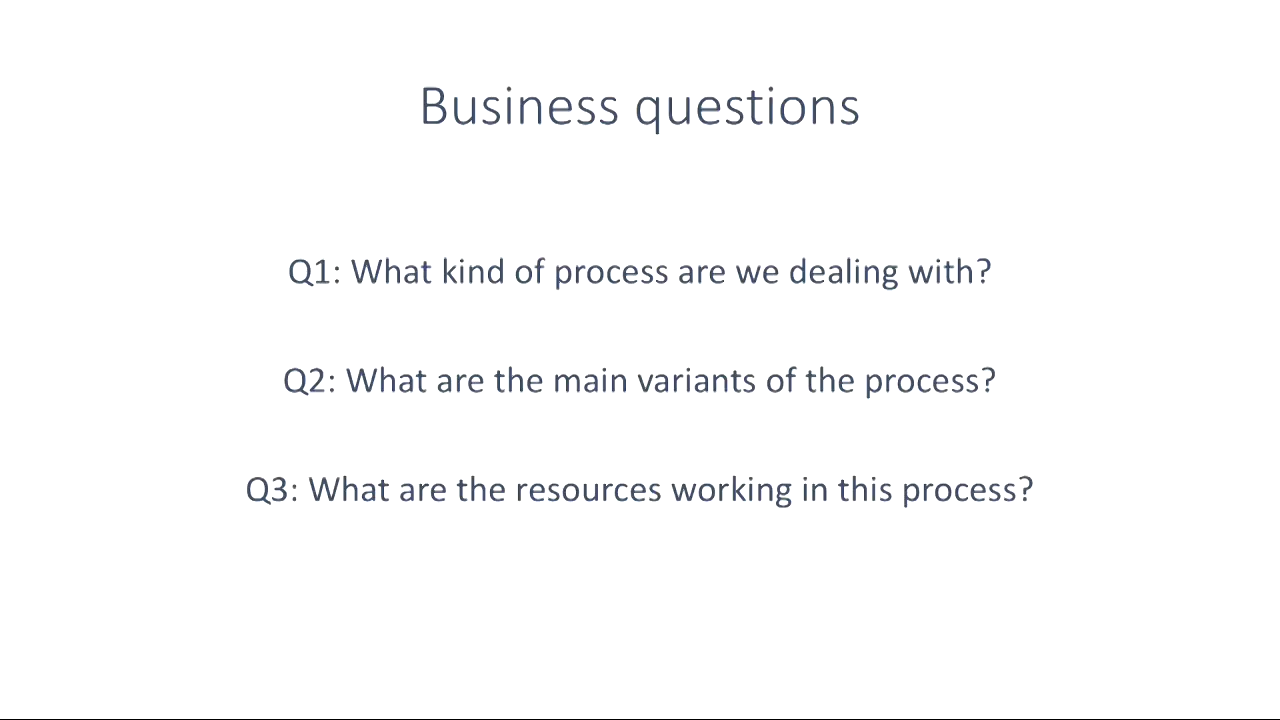 Business questions
Q1: What kind of process are we dealing with?
Q2: What are the main variants of the process?
Q3: What are the resources working in this process?